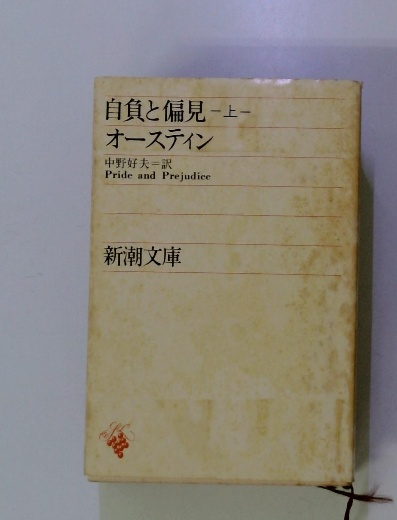 自負と偏見 —上—
オースティン
中野好夫=訳
Pride and Prejudice
新潮文庫